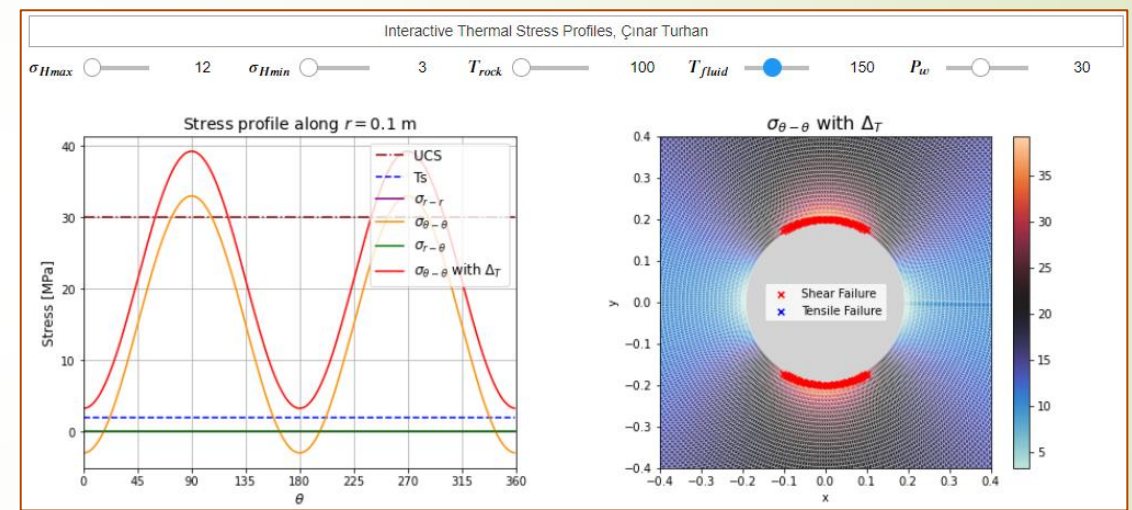 Interactive Thermal Stress Profiles, Çınar Turhan
σHmax 12 σHmin 3 Trock 100 Tfluid 150 Pw 30
Stress profile along r = 0.1 m
40
30
20
10
0
Stress [MPa]
0 45 90 135 180 225 270 315 360
θ
UCS
Ts
σr−r
σθ−θ
σr−θ
σθ−θ with ΔT
σθ−θ with ΔT
0.4
0.3
0.2
0.1
0.0
−0.1
−0.2
−0.3
−0.4
y
−0.4 −0.3 −0.2 −0.1 0.0 0.1 0.2 0.3 0.4
x
Shear Failure
Tensile Failure
35
30
25
20
15
10
5